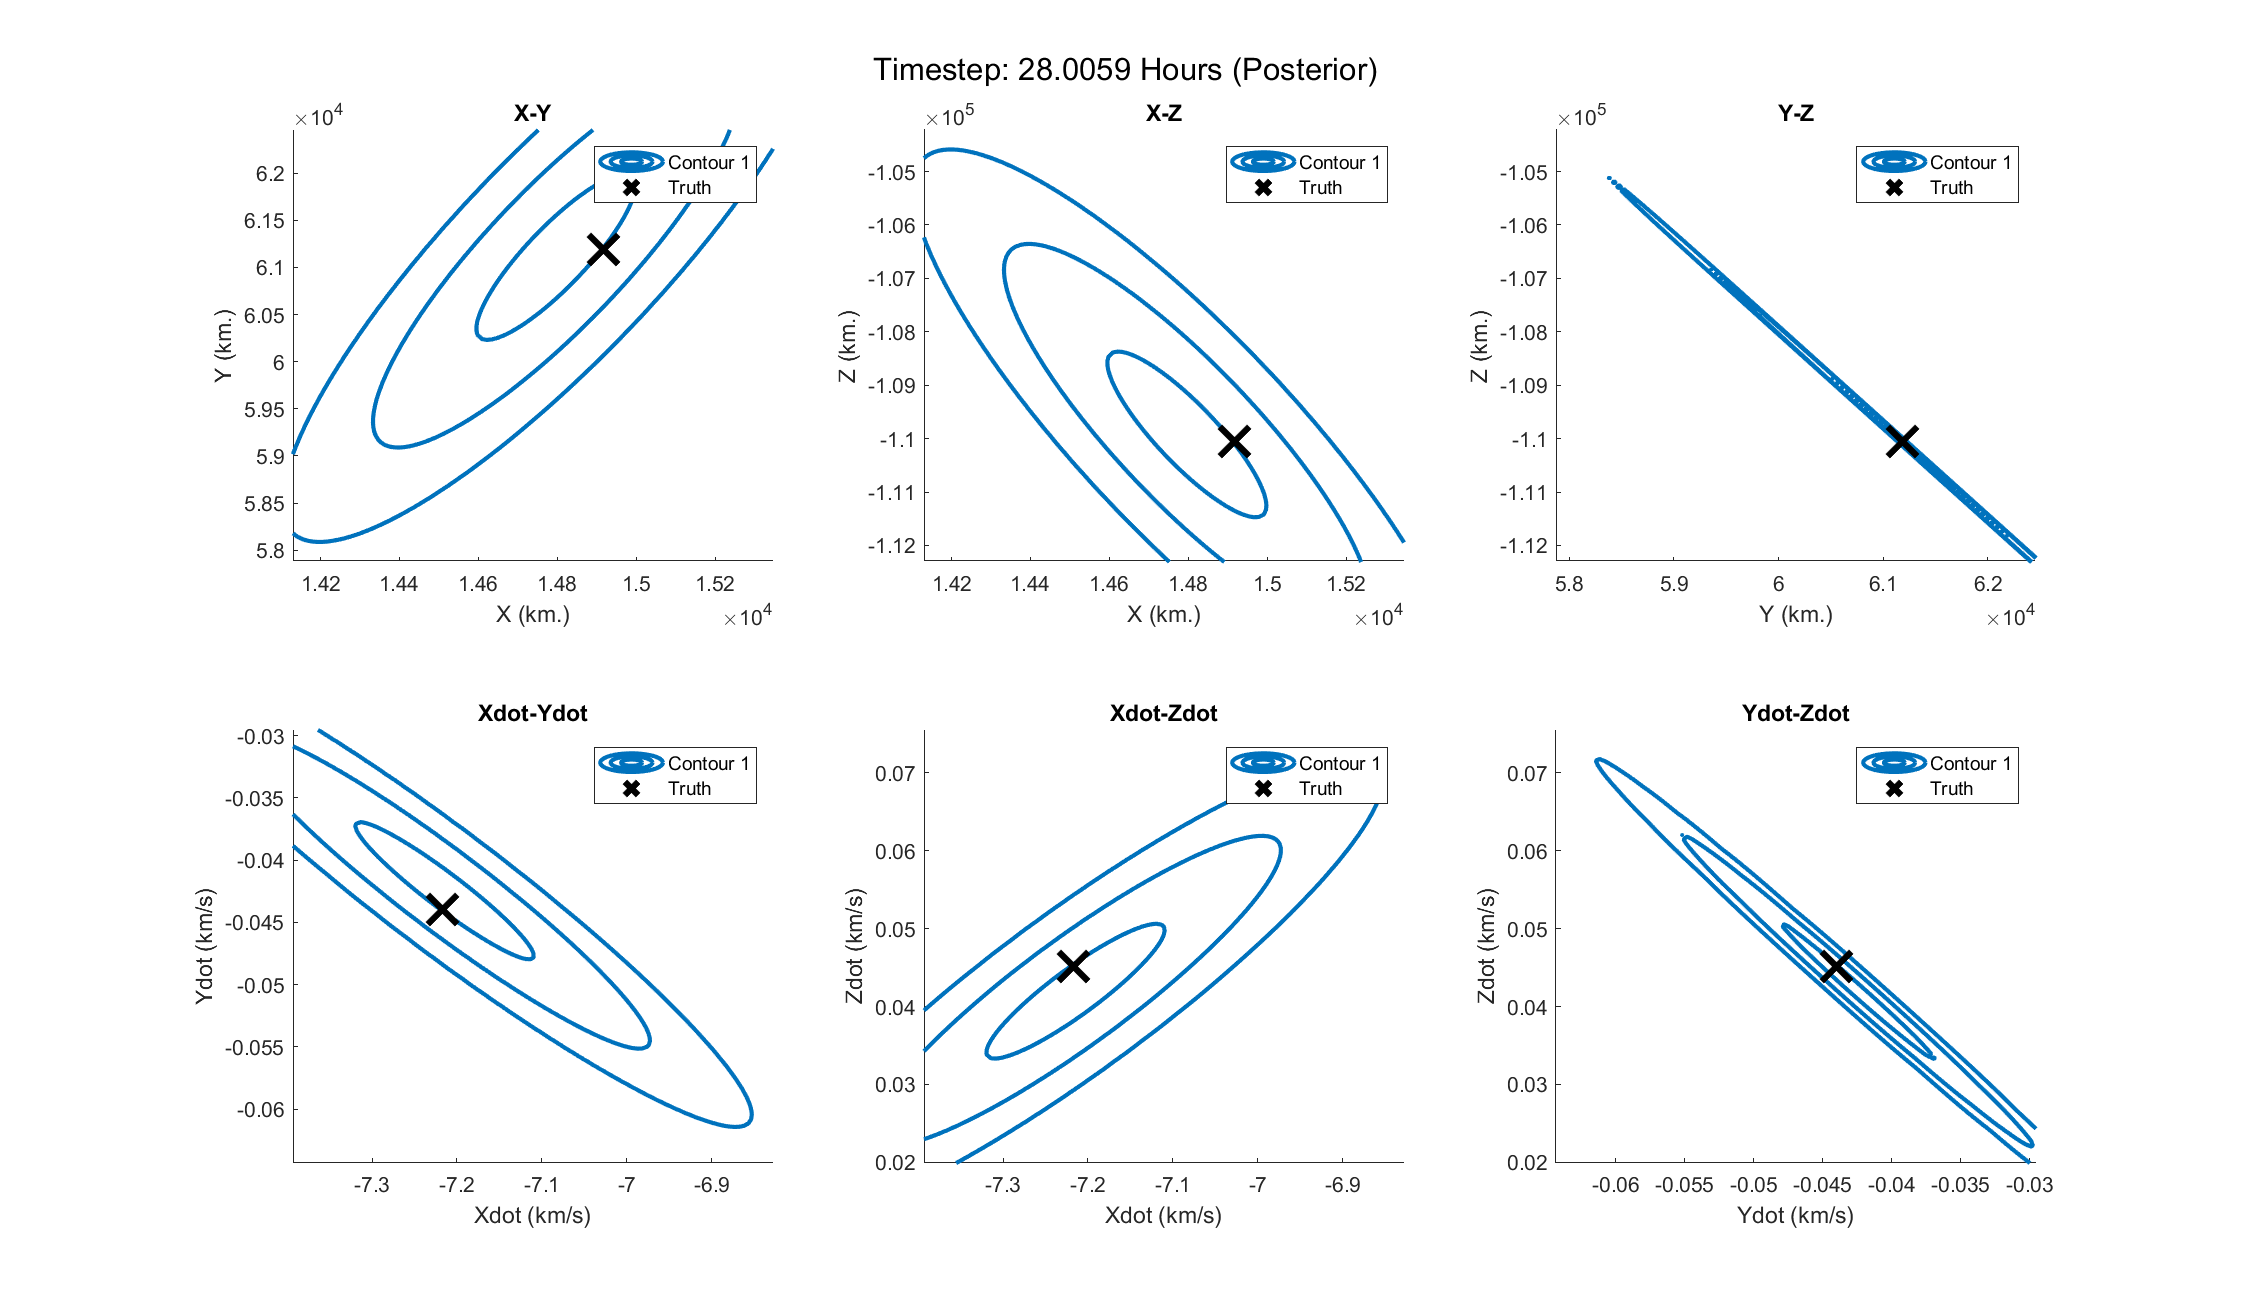 Timestep: 28.0059 Hours (Posterior)
X-Y
×10^4
6.2
6.15
6.1
6.05
6
5.95
5.9
5.85
5.8
Y (km.)
1.42 1.44 1.46 1.48 1.5 1.52
X (km.)
×10^4
Contour 1
Truth
X-Z
×10^5
-1.05
-1.06
-1.07
-1.08
-1.09
-1.1
-1.11
-1.12
Z (km.)
1.42 1.44 1.46 1.48 1.5 1.52
X (km.)
×10^4
Contour 1
Truth
Y-Z
×10^5
-1.05
-1.06
-1.07
-1.08
-1.09
-1.1
-1.11
-1.12
Z (km.)
5.8 5.9 6 6.1 6.2
Y (km.)
×10^4
Contour 1
Truth
Xdot-Ydot
-0.03
-0.035
-0.04
-0.045
-0.05
-0.055
-0.06
Ydot (km/s)
-7.3 -7.2 -7.1 -7 -6.9
Xdot (km/s)
Contour 1
Truth
Xdot-Zdot
0.07
0.06
0.05
0.04
0.03
0.02
Zdot (km/s)
-7.3 -7.2 -7.1 -7 -6.9
Xdot (km/s)
Contour 1
Truth
Ydot-Zdot
0.07
0.06
0.05
0.04
0.03
0.02
Zdot (km/s)
-0.06 -0.055 -0.05 -0.045 -0.04 -0.035 -0.03
Ydot (km/s)
Contour 1
Truth